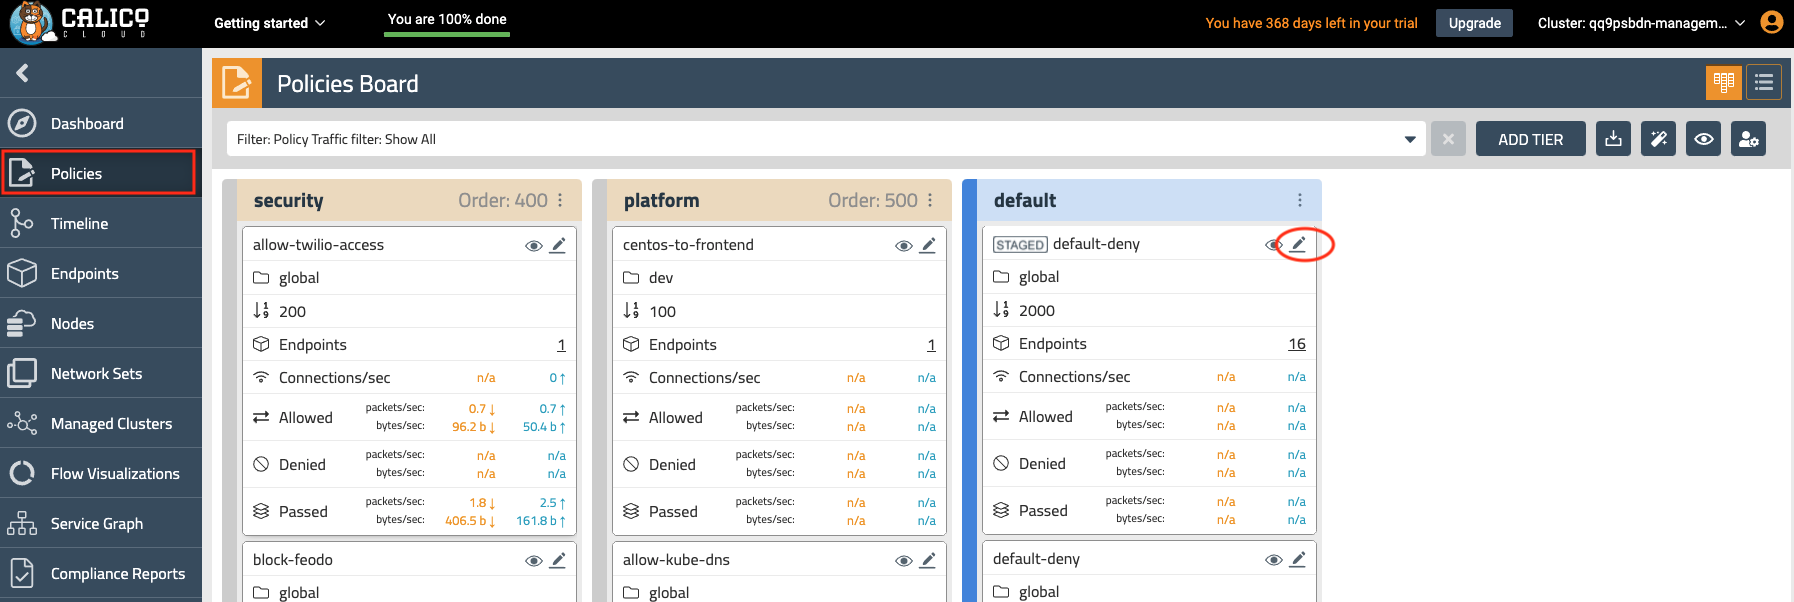 CALICO
CLOUD
Getting started
You are 100% done
You have 368 days left in your trial
Upgrade
Cluster: qq9psbdn-managem...
Dashboard
Policies
Timeline
Endpoints
Nodes
Network Sets
Managed Clusters
Flow Visualizations
Service Graph
Compliance Reports
Policies Board
Filter: Policy Traffic filter: Show All
ADD TIER
security Order: 400
allow-twilio-access
global
200
Endpoints 1
Connections/sec n/a 0
Allowed
packets/sec: 0.7 0.7
bytes/sec: 96.2 b 50.4 b
Denied
packets/sec: n/a n/a
bytes/sec: n/a n/a
Passed
packets/sec: 1.8 2.5
bytes/sec: 406.5 b 161.8 b
block-feodo
global
platform Order: 500
centos-to-frontend
dev
100
Endpoints 1
Connections/sec n/a n/a
Allowed
packets/sec: n/a n/a
bytes/sec: n/a n/a
Denied
packets/sec: n/a n/a
bytes/sec: n/a n/a
Passed
packets/sec: n/a n/a
bytes/sec: n/a n/a
allow-kube-dns
global
default
STAGED default-deny
global
2000
Endpoints 16
Connections/sec n/a n/a
Allowed
packets/sec: n/a n/a
bytes/sec: n/a n/a
Denied
packets/sec: n/a n/a
bytes/sec: n/a n/a
Passed
packets/sec: n/a n/a
bytes/sec: n/a n/a
default-deny
global